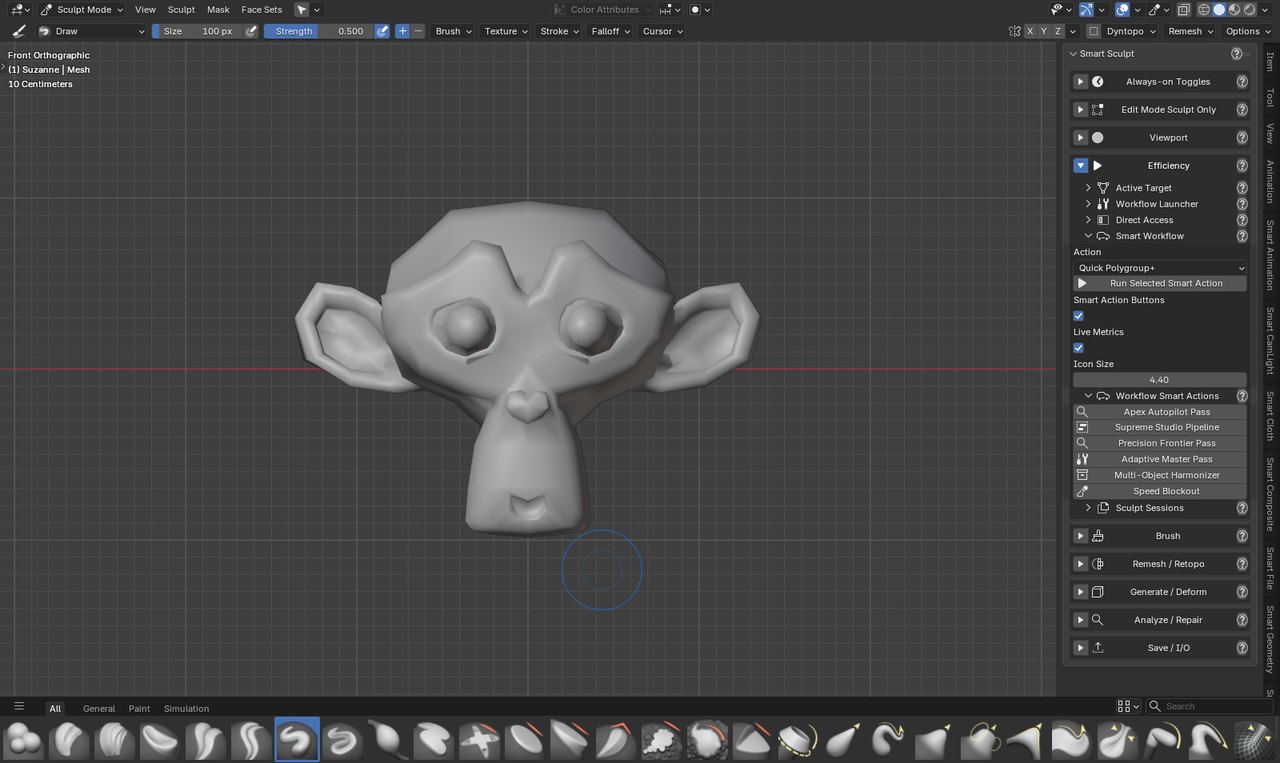 Sculpt Mode View Sculpt Mask Face Sets Color Attributes
Draw Size 100 px Strength 0.500 Brush Texture Stroke Falloff Cursor X Y Z Dyntopo Remesh Options
Front Orthographic
(1) Suzanne | Mesh
10 Centimeters
Smart Sculpt
Always-on Toggles
Edit Mode Sculpt Only
Viewport
Efficiency
Active Target
Workflow Launcher
Direct Access
Smart Workflow
Action
Quick Polygroup+
Run Selected Smart Action
Smart Action Buttons
Live Metrics
Icon Size
4.40
Workflow Smart Actions
Apex Autopilot Pass
Supreme Studio Pipeline
Precision Frontier Pass
Adaptive Master Pass
Multi-Object Harmonizer
Speed Blockout
Sculpt Sessions
Brush
Remesh / Retopo
Generate / Deform
Analyze / Repair
Save / I/O
Item
Tool
View
Animation
Smart Animation
Smart CamLight
Smart Cloth
Smart Composite
Smart File
Smart Geometry
All General Paint Simulation Search